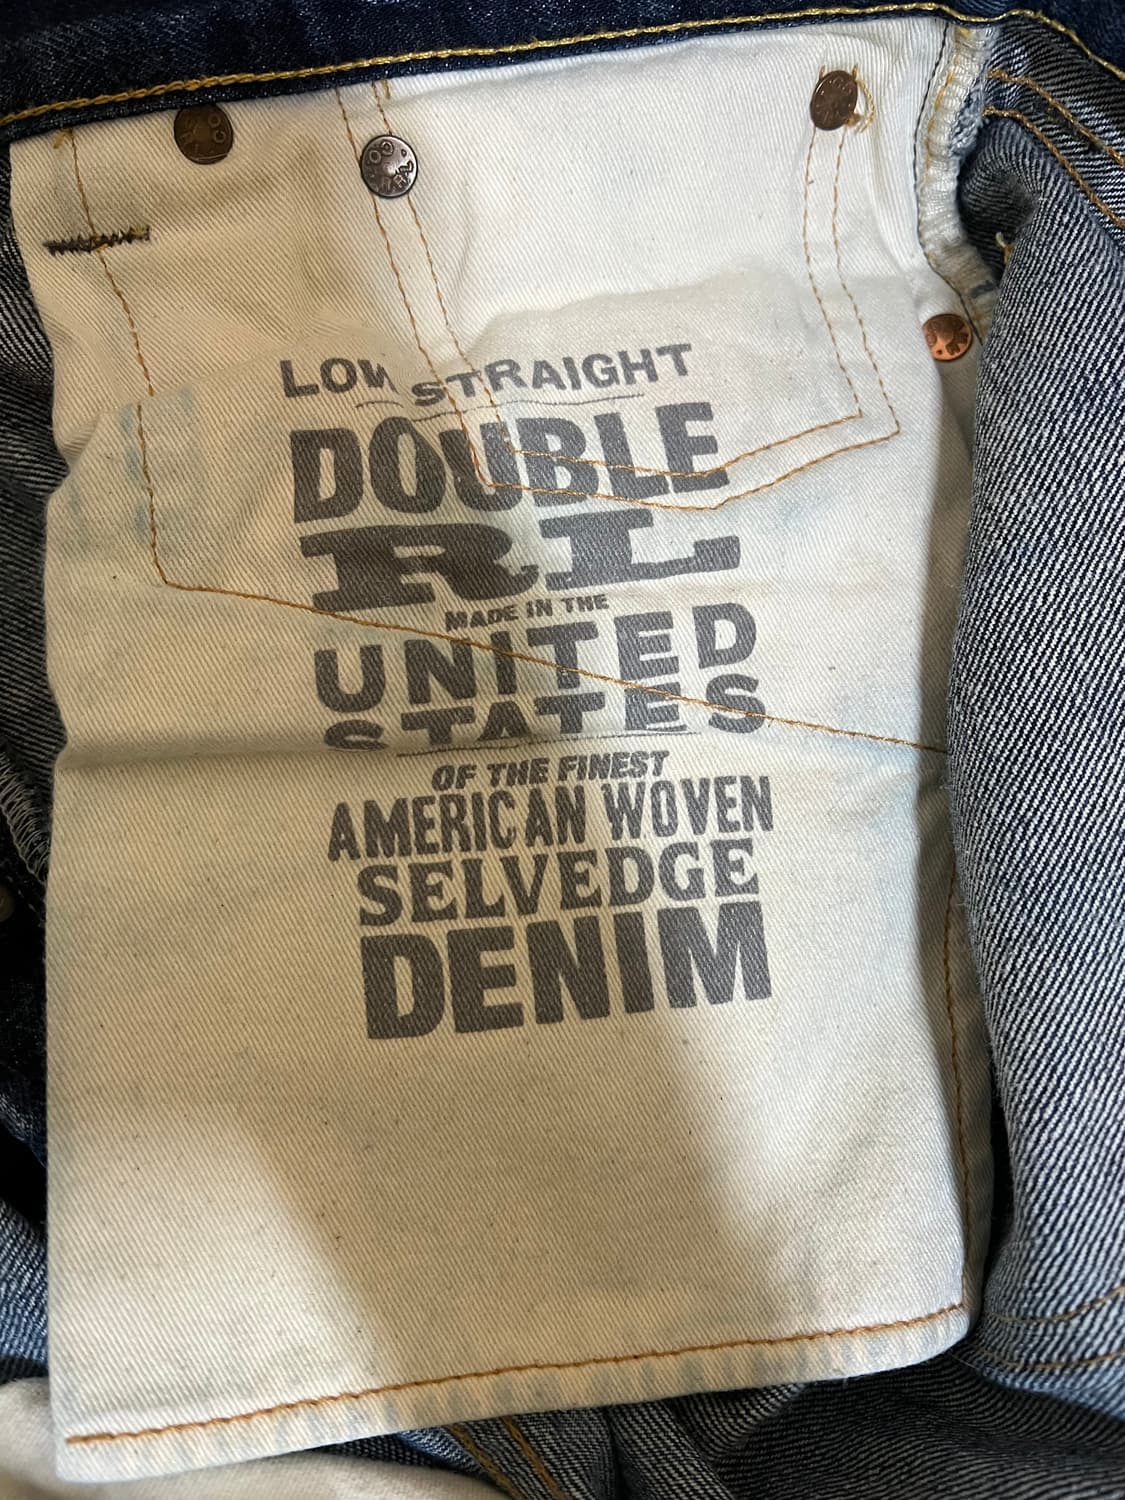 LOW STRAIGHT
DOUBLE
RL
MADE IN THE
UNITED
STATES
OF THE FINEST
AMERICAN WOVEN
SELVEDGE
DENIM